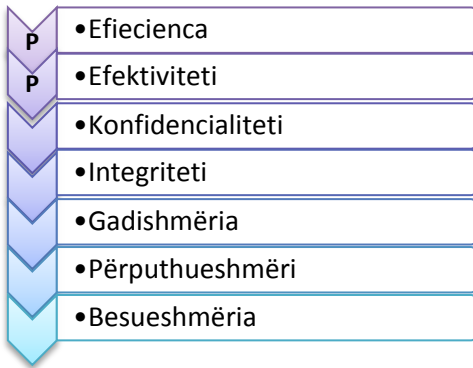 P •Efiecienca
P •Efektiviteti
•Konfidencialiteti
•Integriteti
•Gadishmëria
•Përputhueshmëri
•Besueshmëria